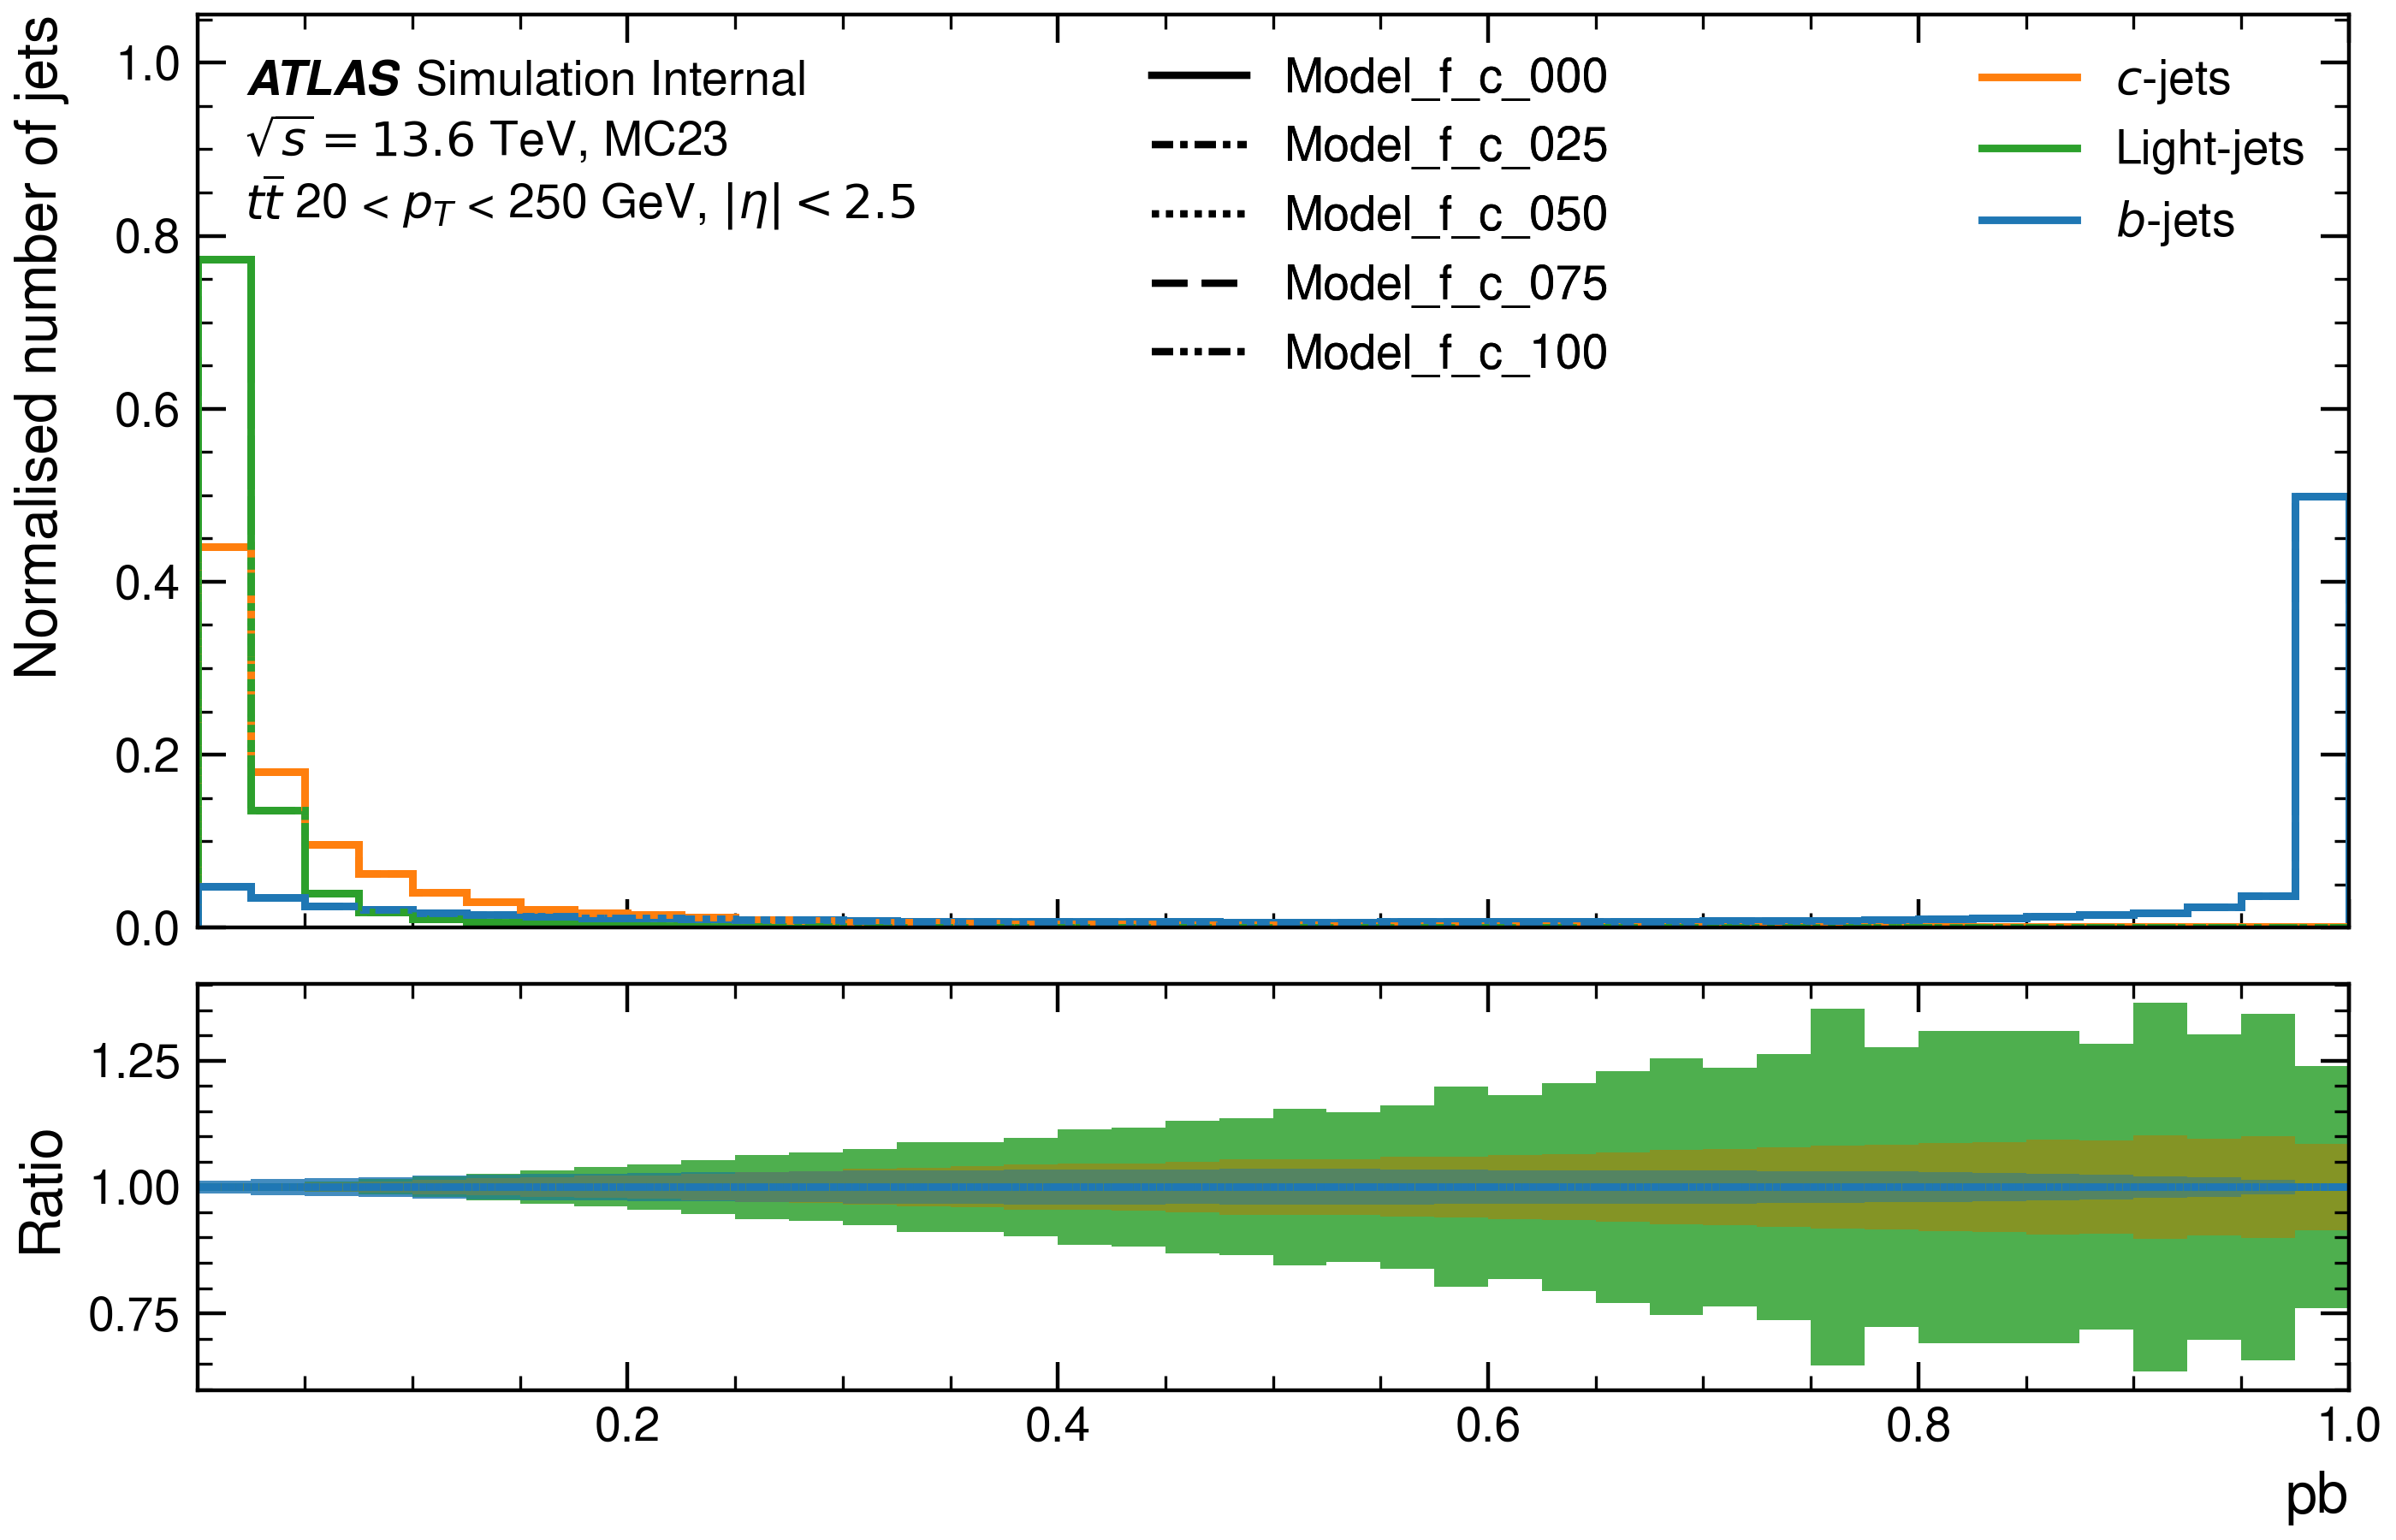 Normalised number of jets
1.0
0.8
0.6
0.4
0.2
0.0
ATLAS Simulation Internal
√s = 13.6 TeV, MC23
tt̄ 20 < p_T < 250 GeV, |η| < 2.5
Model_f_c_000
Model_f_c_025
Model_f_c_050
Model_f_c_075
Model_f_c_100
c-jets
Light-jets
b-jets
Ratio
1.25
1.00
0.75
0.2 0.4 0.6 0.8 1.0
pb